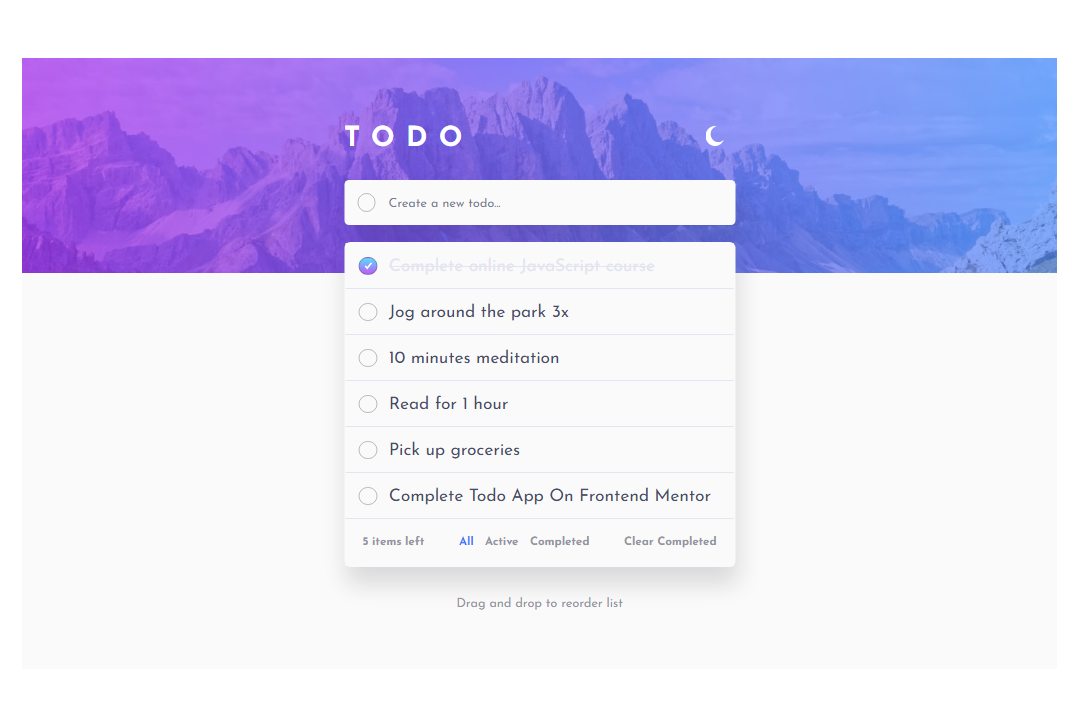 TODO
Create a new todo...
Complete online JavaScript course
Jog around the park 3x
10 minutes meditation
Read for 1 hour
Pick up groceries
Complete Todo App On Frontend Mentor
5 items left All Active Completed Clear Completed
Drag and drop to reorder list